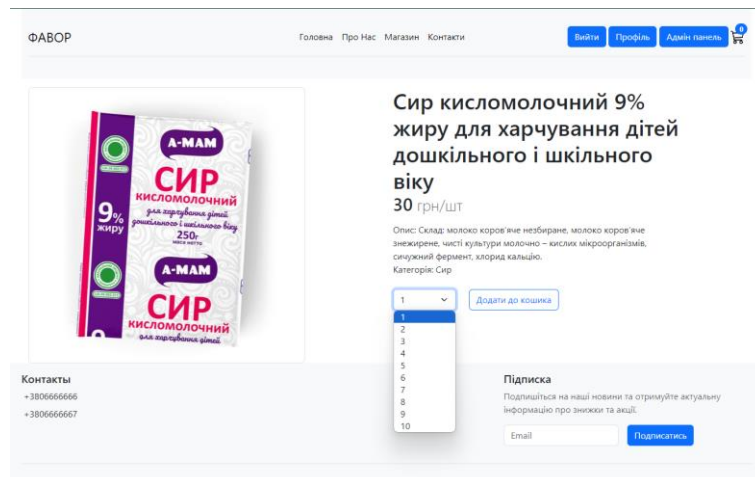 ФАВОР
Головна Про Нас Магазин Контакти
Вийти Профіль Адмін панель 0
А-МАМ
СИР
КИСЛОМОЛОЧНИЙ
для харчування дітей
дошкільного і шкільного віку
9%
жиру
250г
маса нетто
А-МАМ
СИР
КИСЛОМОЛОЧНИЙ
для харчування дітей
Сир кисломолочний 9%
жиру для харчування дітей
дошкільного і шкільного
віку
30 грн/шт
Опис: Склад: молоко коров'яче незбиране, молоко коров'яче
знежирене, чисті культури молочно – кислих мікроорганізмів,
сичужний фермент, хлорид кальцію.
Категорія: Сир
1
Додати до кошика
1
2
3
4
5
6
7
8
9
10
Контакты
+3806666666
+3806666667
Підписка
Подпишіться на наші новини та отримуйте актуальну
інформацію про знижки та акції.
Email
Подписатись